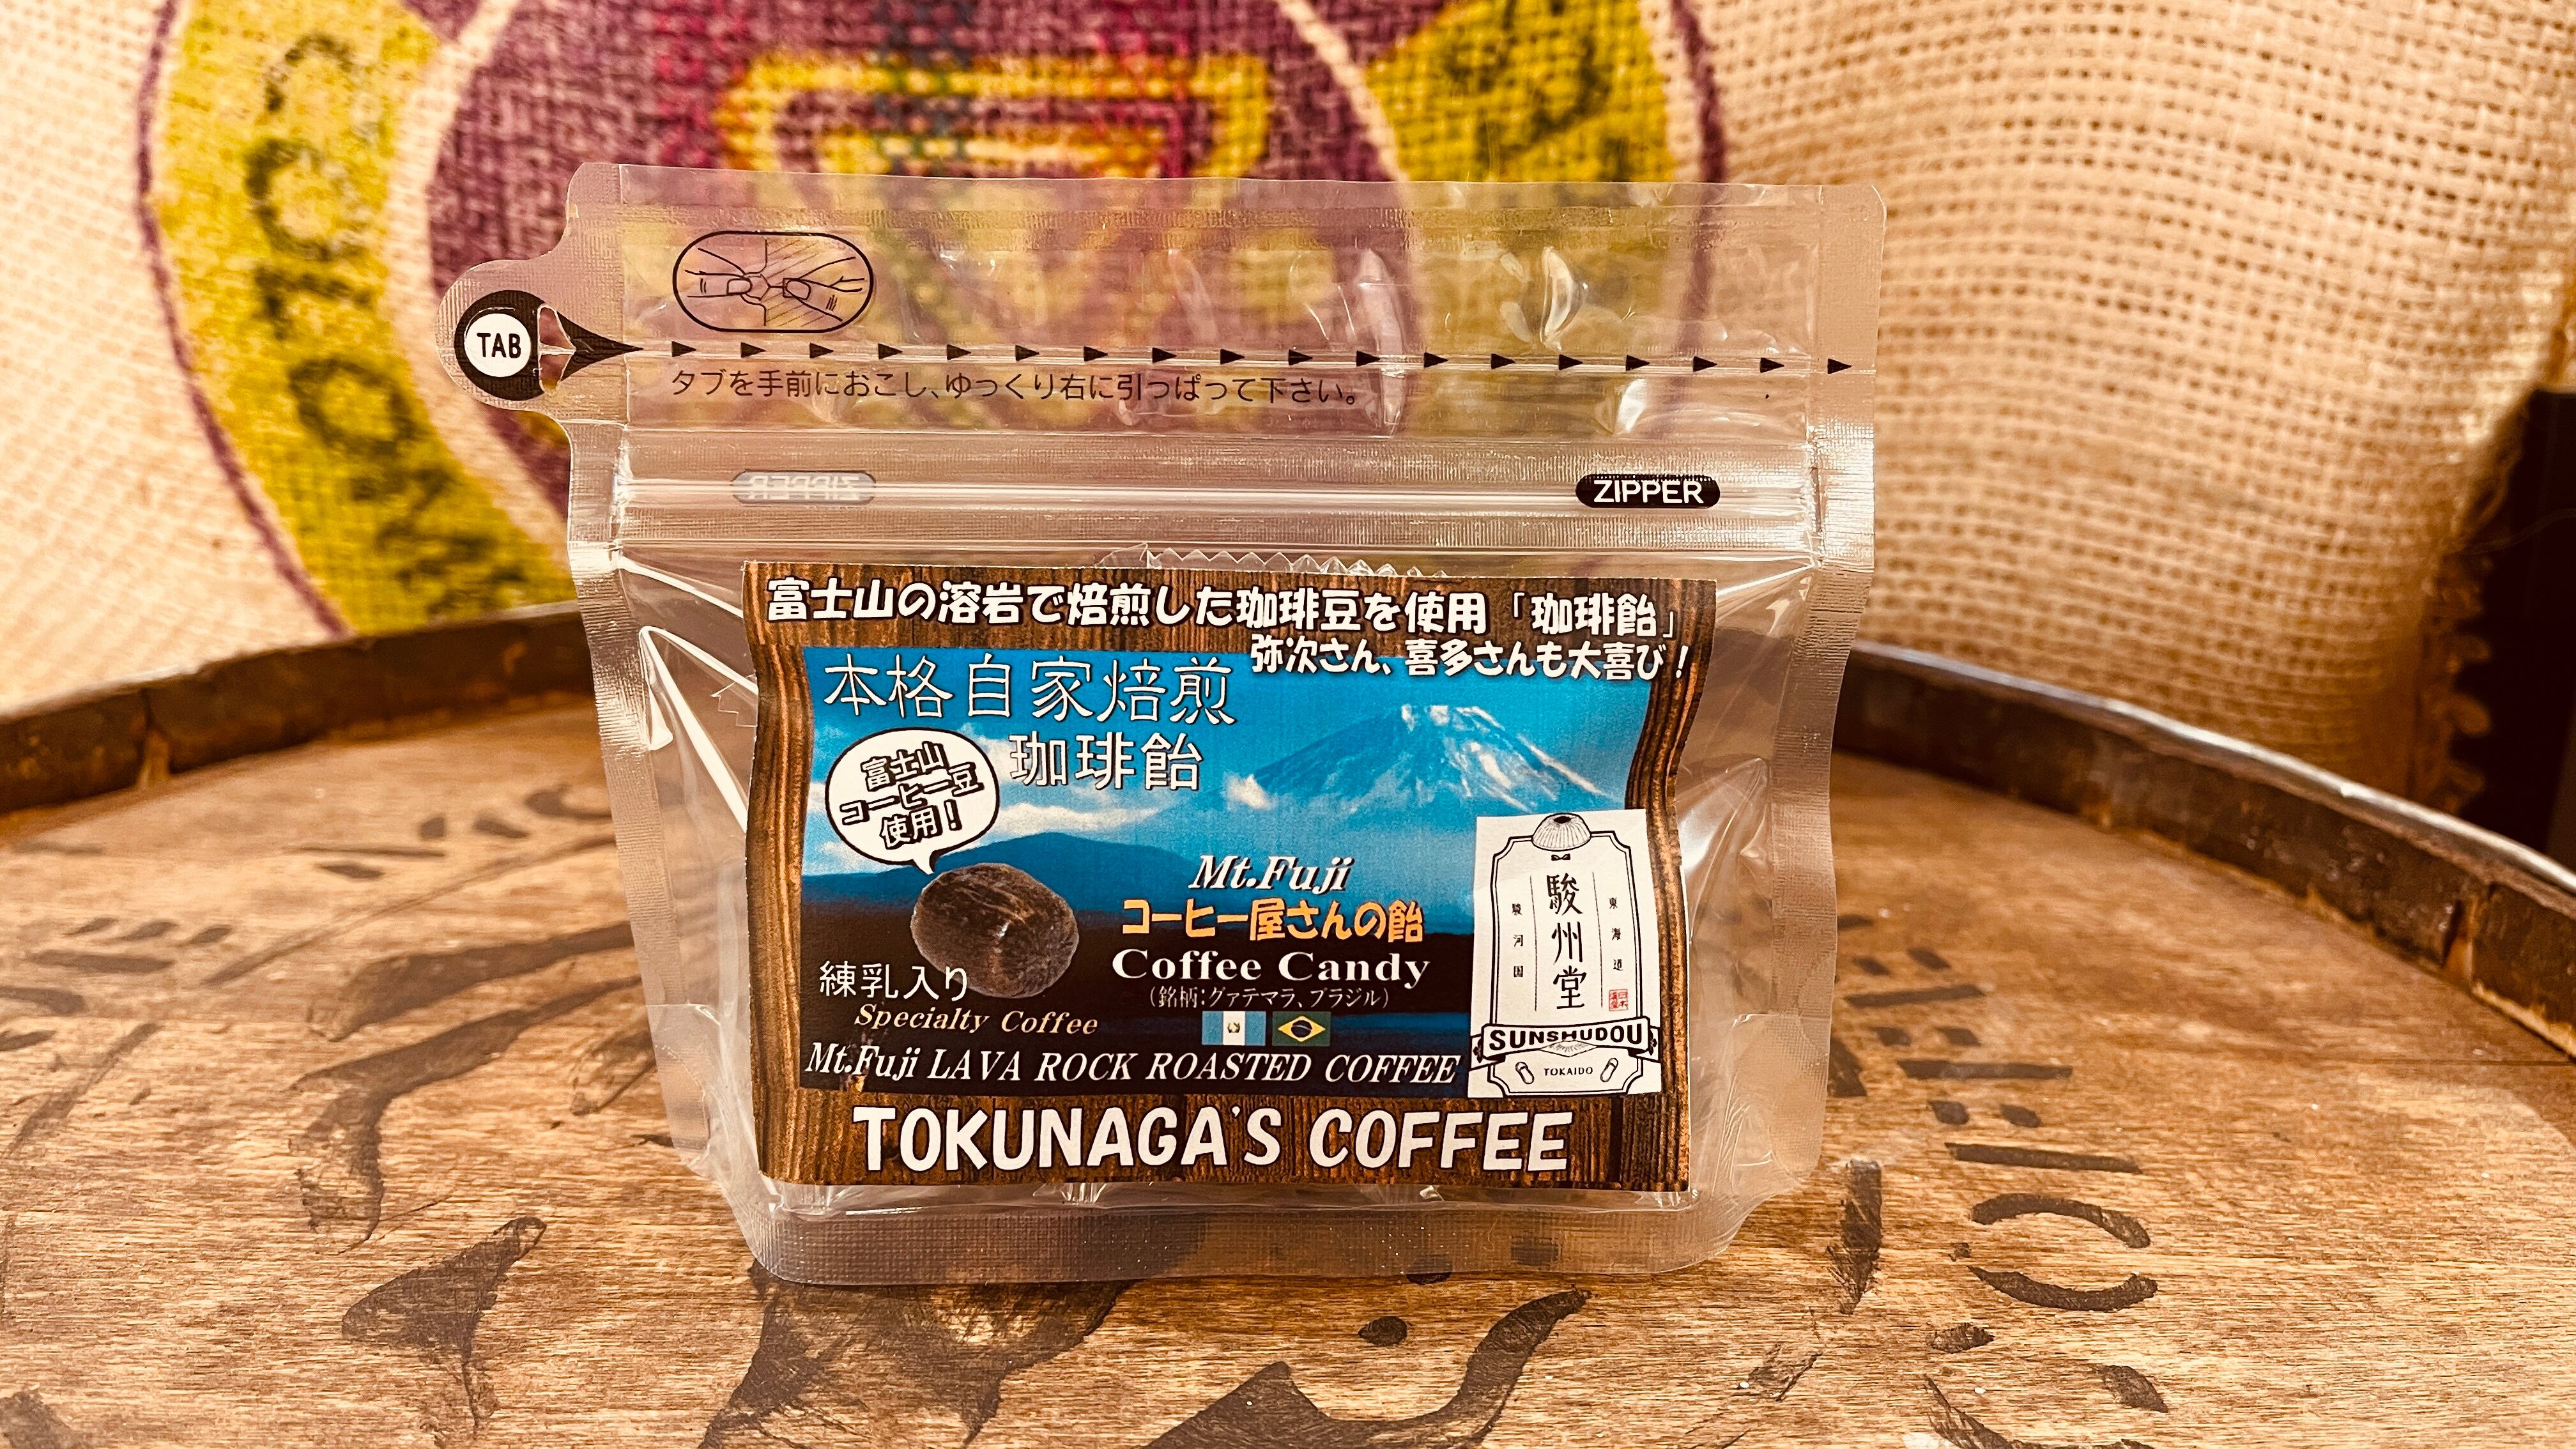 TAB
タブを手前におこし、ゆっくり右に引っぱって下さい。
ZIPPER
ZIPPER
富士山の溶岩で焙煎した珈琲豆を使用「珈琲飴」
弥次さん、喜多さんも大喜び！
本格自家焙煎
珈琲飴
富士山
コーヒー豆
使用！
Mt.Fuji
コーヒー屋さんの飴
Coffee Candy
（銘柄：グァテマラ、ブラジル）
練乳入り
Specialty Coffee
Mt.Fuji LAVA ROCK ROASTED COFFEE
東海道
駿州堂
駿河国
SUNSHUDOU
TOKAIDO
TOKUNAGA'S COFFEE